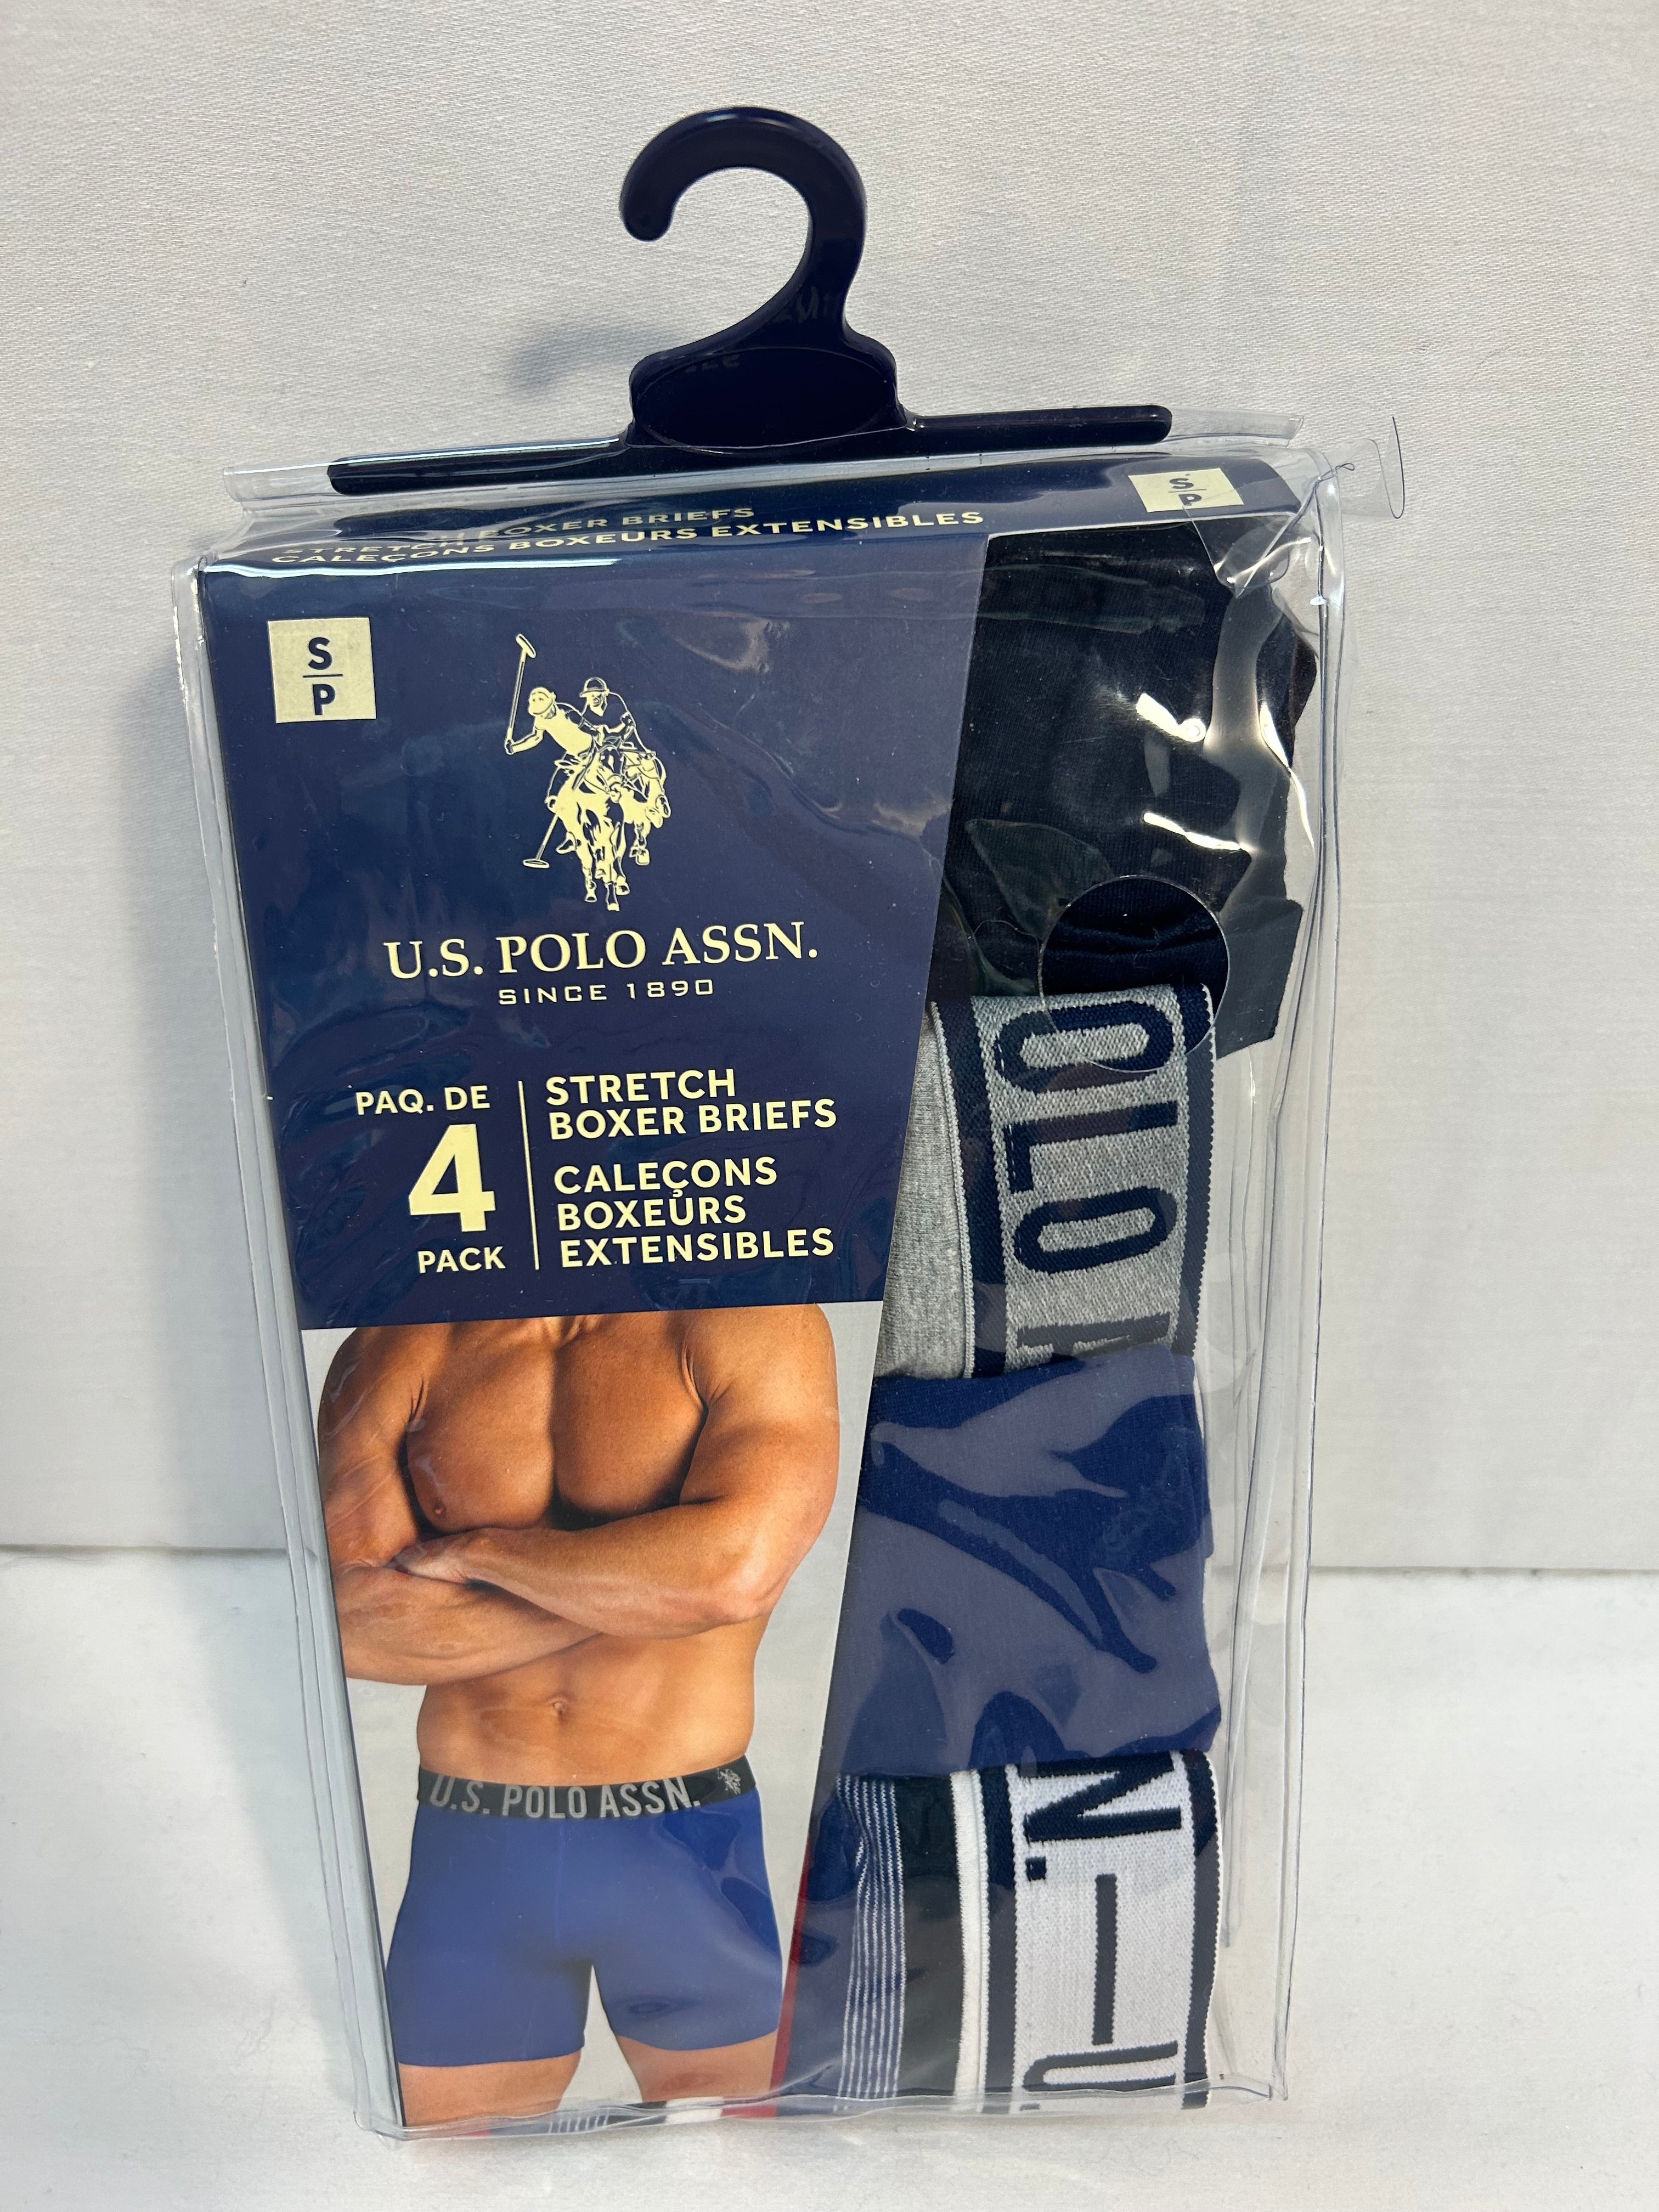 STRETCH BOXER BRIEFS
CALEÇONS BOXEURS EXTENSIBLES
S
P
S
P
U.S. POLO ASSN.
SINCE 1890
PAQ. DE
4
PACK
STRETCH
BOXER BRIEFS
CALEÇONS
BOXEURS
EXTENSIBLES
OLO
U.S. POLO ASSN.
N. — U.